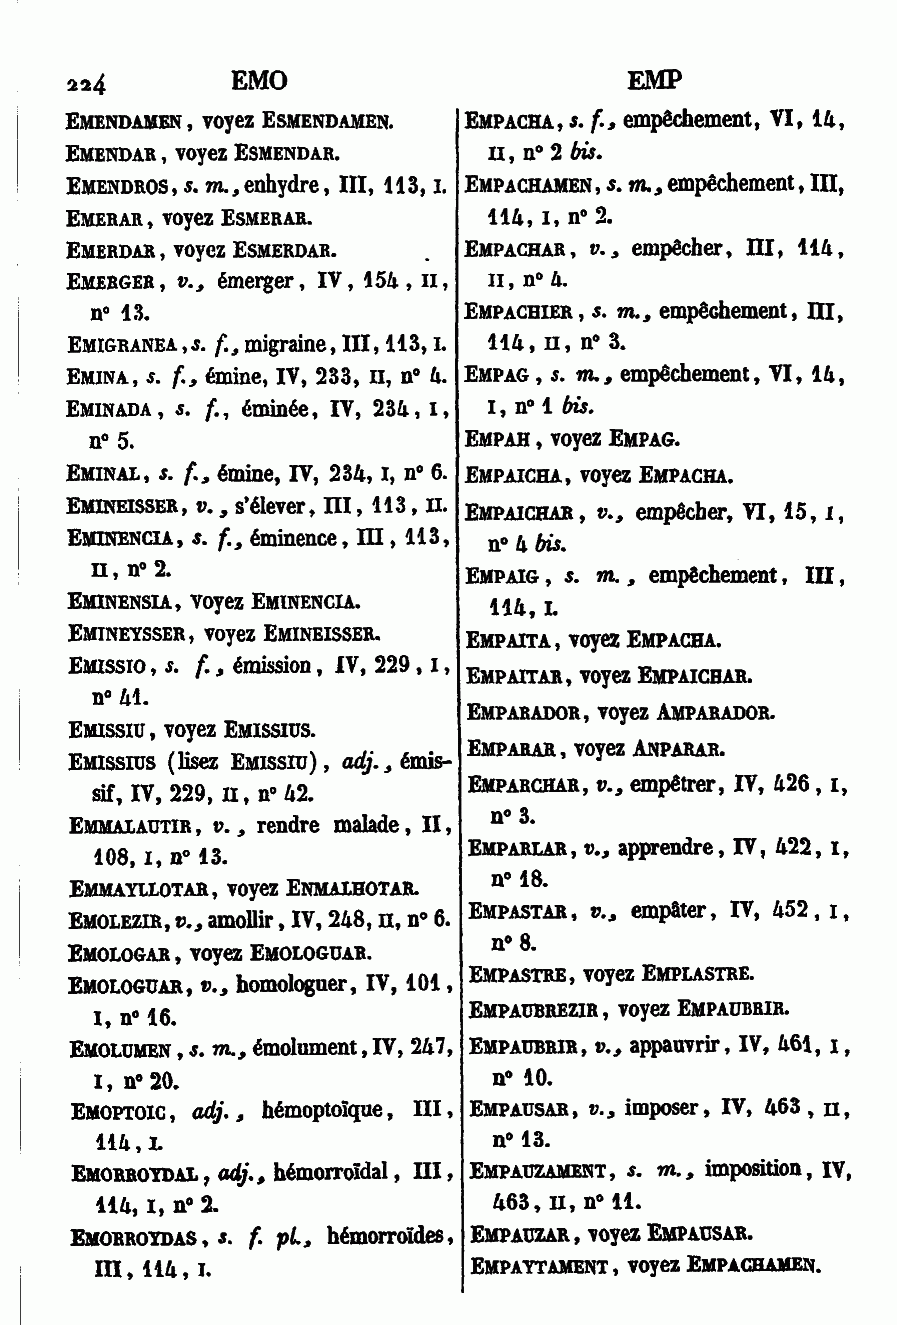 224 EMO EMP
EMENDAMEN, voyez ESMENDAMEN.
EMENDAR, voyez ESMENDAR.
EMENDROS, s. m., enhydre, III, 113, I.
EMERAR, voyez ESMERAR.
EMERDAR, voyez ESMERDAR.
EMERGER, v., émerger, IV, 154, II,
n° 13.
EMIGRANEA, s. f., migraine, III, 113, I.
EMINA, s. f., émine, IV, 233, II, n° 4.
EMINADA, s. f., éminée, IV, 234, I,
n° 5.
EMINAL, s. f., émine, IV, 234, I, n° 6.
EMINEISSER, v., s'élever, III, 113, II.
EMINENCIA, s. f., éminence, III, 113,
II, n° 2.
EMINENSIA, Voyez EMINENCIA.
EMINEYSSER, voyez EMINEISSER.
EMISSIO, s. f., émission, IV, 229, I,
n° 41.
EMISSIU, voyez EMISSIUS.
EMISSIUS (lisez EMISSIU), adj., émis-
sif, IV, 229, II, n° 42.
EMMALAUTIR, v., rendre malade, II,
108, I, n° 13.
EMMAYLLOTAR, voyez ENMALHOTAR.
EMOLEZIR, v., amollir, IV, 248, II, n° 6.
EMOLOGAR, voyez EMOLOGUAR.
EMOLOGUAR, v., homologuer, IV, 101,
I, n° 16.
EMOLUMEN, s. m., émolument, IV, 247,
I, n° 20.
EMOPTOIC, adj., hémoptoïque, III,
114, I.
EMORROYDAL, adj., hémorroïdal, III,
114, I, n° 2.
EMORROYDAS, s. f. pl., hémorroïdes,
III, 114, I.
EMPACHA, s. f., empêchement, VI, 14,
II, n° 2 bis.
EMPACHAMEN, s. m., empêchement, III,
114, I, n° 2.
EMPACHAR, v., empêcher, III, 114,
II, n° 4.
EMPACHIER, s. m., empêchement, III,
114, II, n° 3.
EMPAG, s. m., empêchement, VI, 14,
I, n° 1 bis.
EMPAH, voyez EMPAG.
EMPAICHA, voyez EMPACHA.
EMPAICHAR, v., empêcher, VI, 15, I,
n° 4 bis.
EMPAIG, s. m., empêchement, III,
114, I.
EMPAITA, voyez EMPACHA.
EMPAITAR, voyez EMPAICHAR.
EMPARADOR, voyez AMPARADOR.
EMPARAR, voyez ANPARAR.
EMPARCHAR, v., empêtrer, IV, 426, I,
n° 3.
EMPARLAR, v., apprendre, IV, 422, I,
n° 18.
EMPASTAR, v., empâter, IV, 452, I,
n° 8.
EMPASTRE, voyez EMPLASTRE.
EMPAUBREZIR, voyez EMPAUBRIR.
EMPAUBRIR, v., appauvrir, IV, 461, I,
n° 10.
EMPAUSAR, v., imposer, IV, 463, II,
n° 13.
EMPAUZAMENT, s. m., imposition, IV,
463, II, n° 11.
EMPAUZAR, voyez EMPAUSAR.
EMPAYTAMENT, voyez EMPACHAMEN.